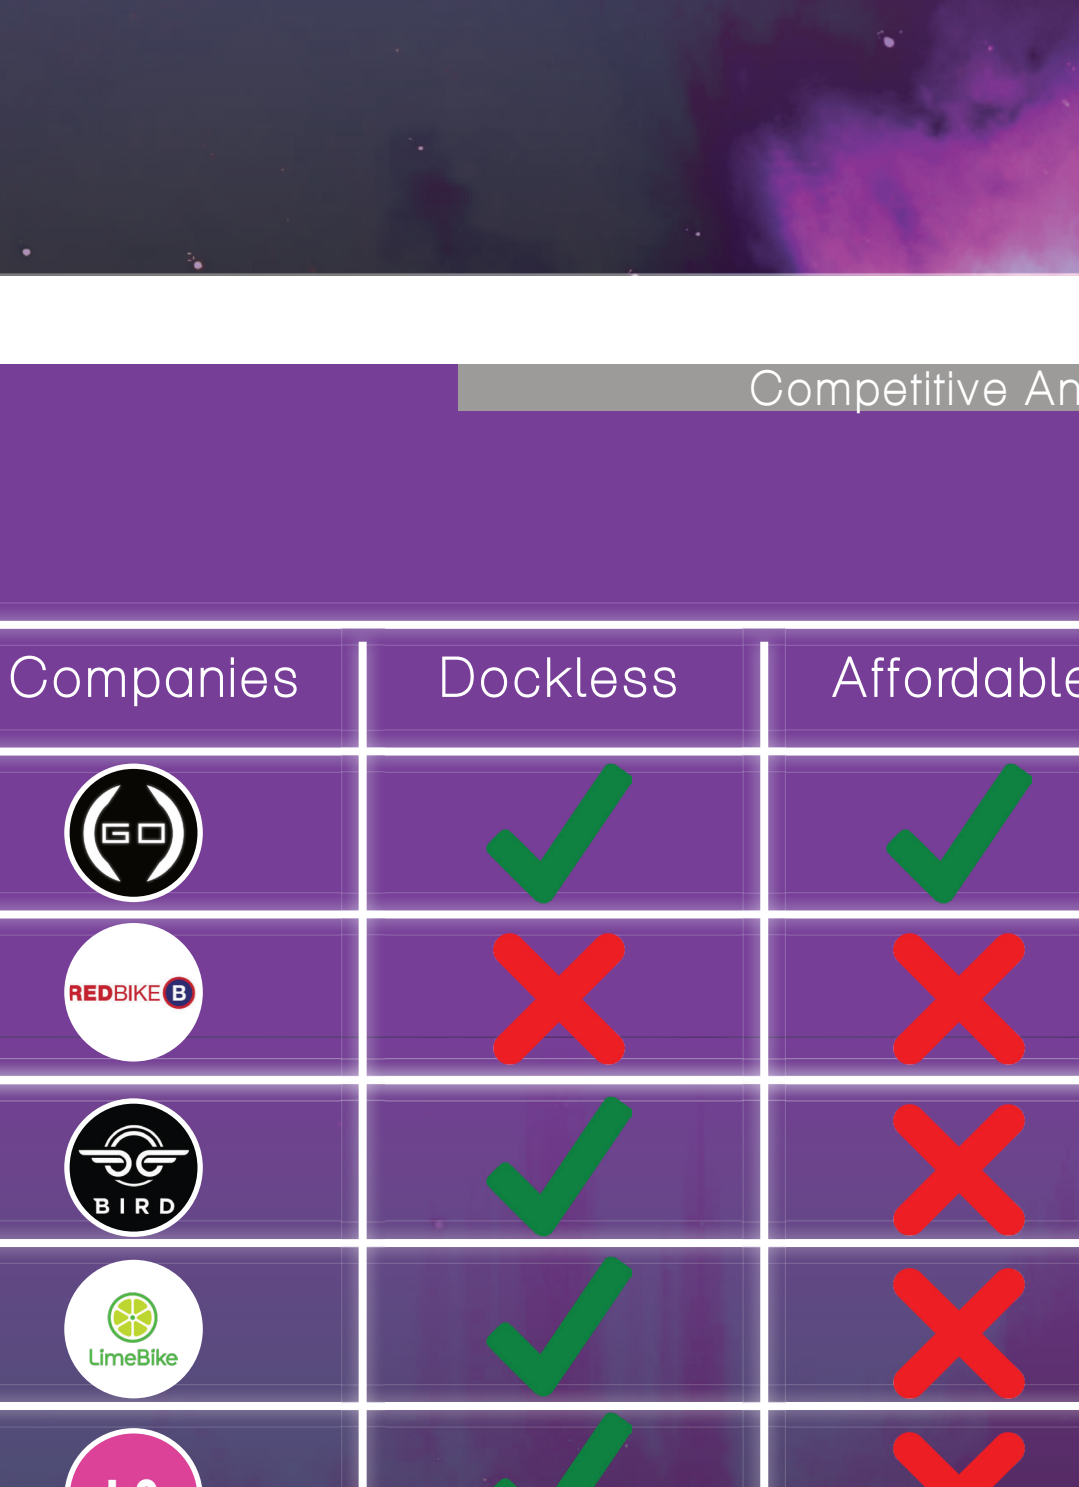 Competitive An
Companies Dockless Affordable
GO
REDBIKE B
BIRD
LimeBike